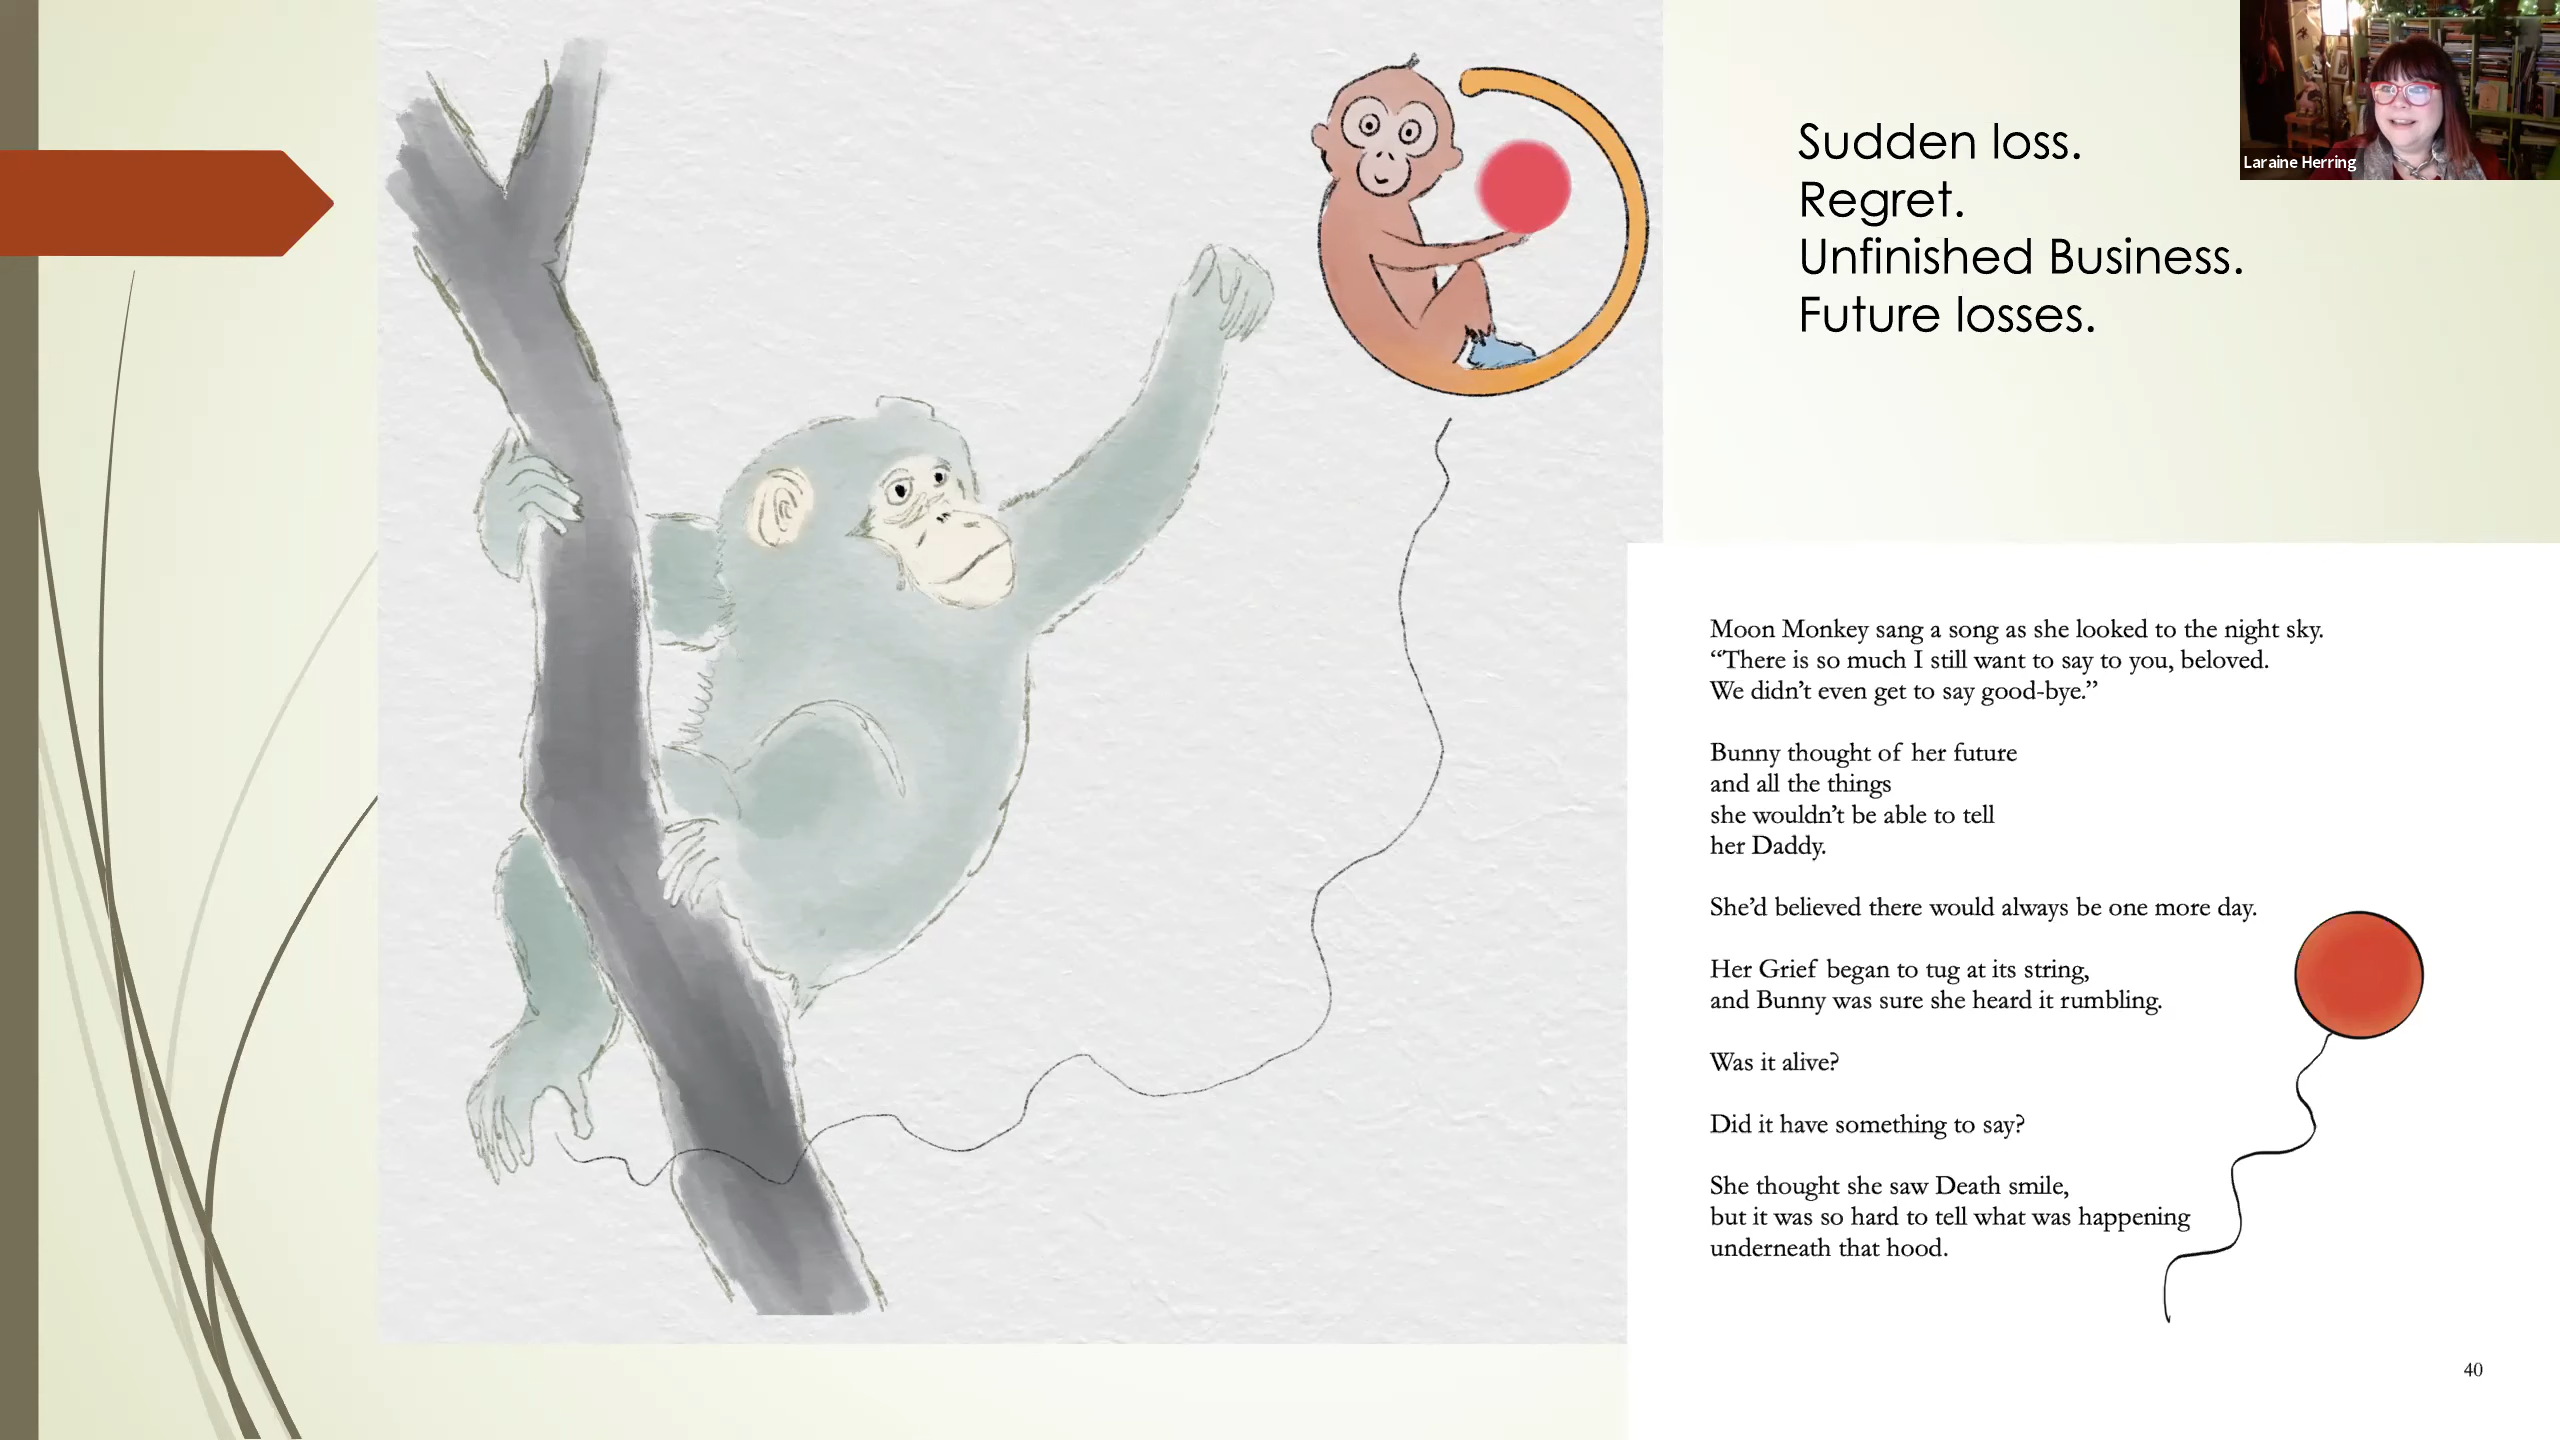 Laraine Herring
Sudden loss.
Regret.
Unfinished Business.
Future losses.
Moon Monkey sang a song as she looked to the night sky.
“There is so much I still want to say to you, beloved.
We didn’t even get to say good-bye.”
Bunny thought of her future
and all the things
she wouldn’t be able to tell
her Daddy.
She’d believed there would always be one more day.
Her Grief began to tug at its string,
and Bunny was sure she heard it rumbling.
Was it alive?
Did it have something to say?
She thought she saw Death smile,
but it was so hard to tell what was happening
underneath that hood.
40